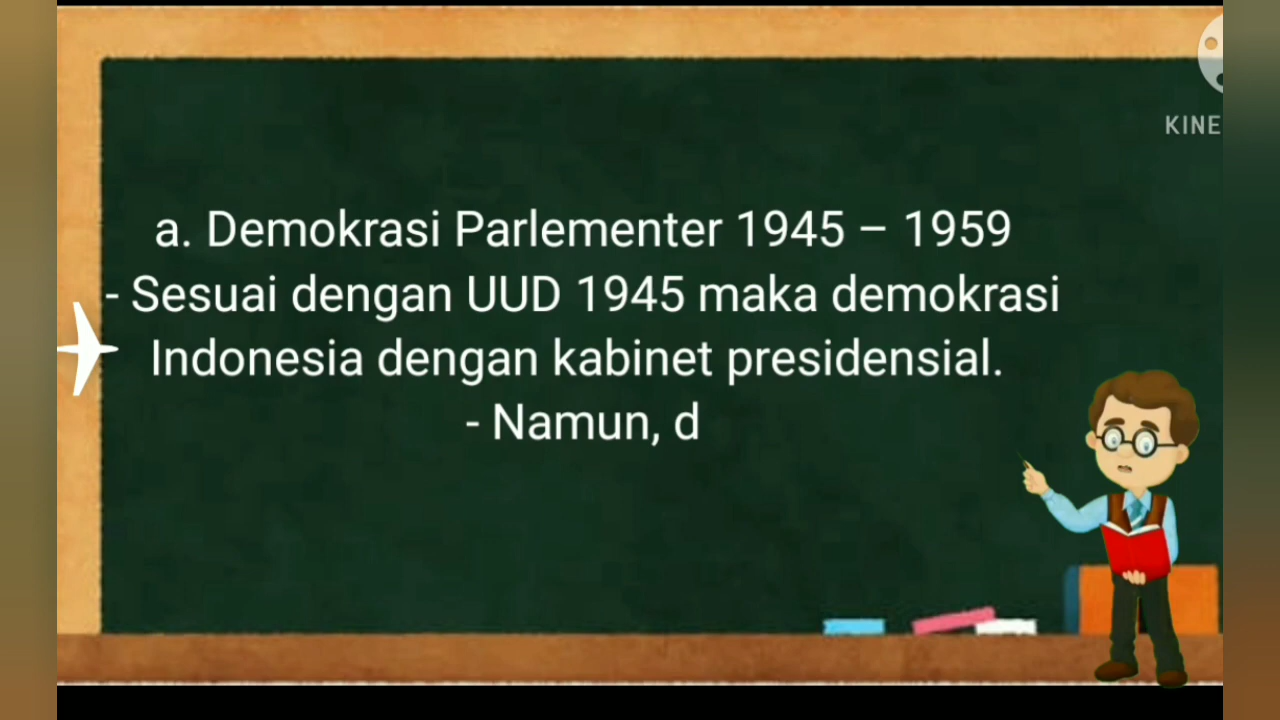 KINE
a. Demokrasi Parlementer 1945 – 1959
- Sesuai dengan UUD 1945 maka demokrasi
Indonesia dengan kabinet presidensial.
- Namun, d